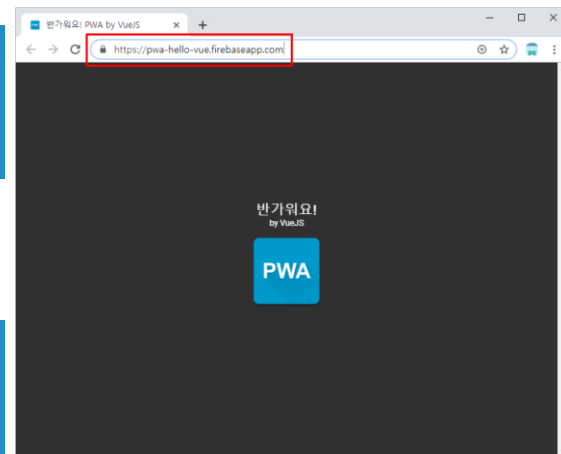 반가워요! PWA by VueJS
https://pwa-hello-vue.firebaseapp.com
반가워요!
by VueJS
PWA